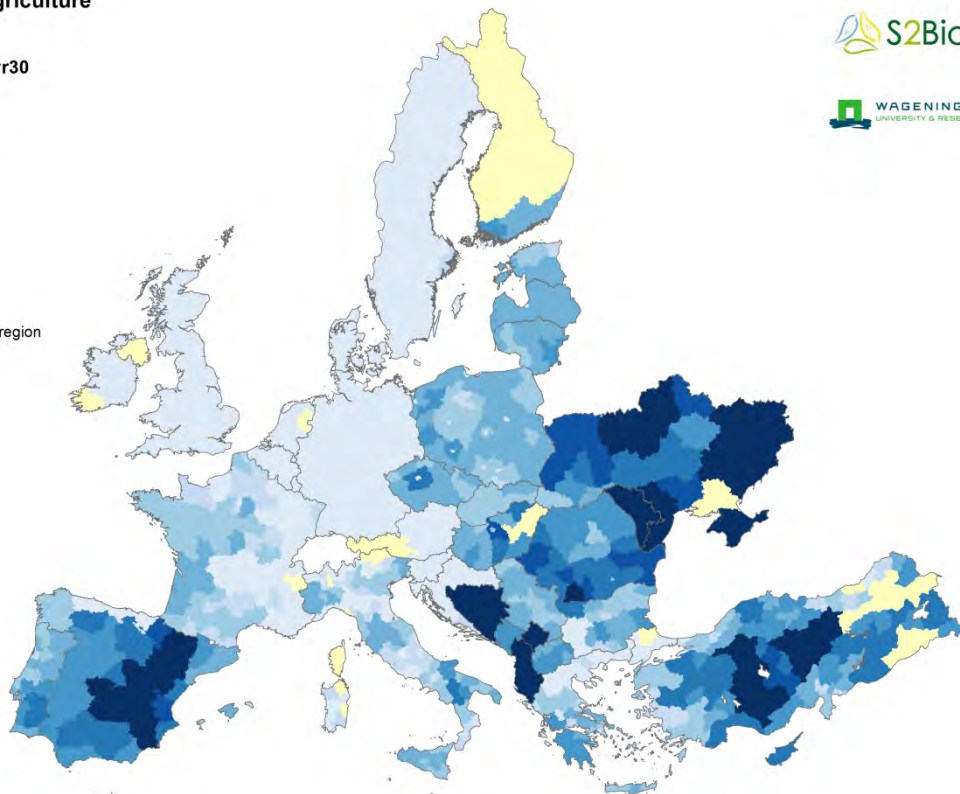 griculture
r30
region
S2Bio
WAGENING
UNIVERSITY & RESE